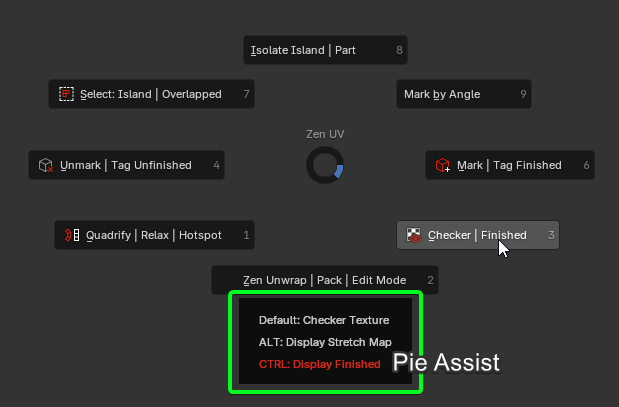 Isolate Island | Part 8
Select: Island | Overlapped 7
Mark by Angle 9
Zen UV
Unmark | Tag Unfinished 4
Mark | Tag Finished 6
Quadrify | Relax | Hotspot 1
Checker | Finished 3
Zen Unwrap | Pack | Edit Mode 2
Default: Checker Texture
ALT: Display Stretch Map
CTRL: Display Finished
Pie Assist